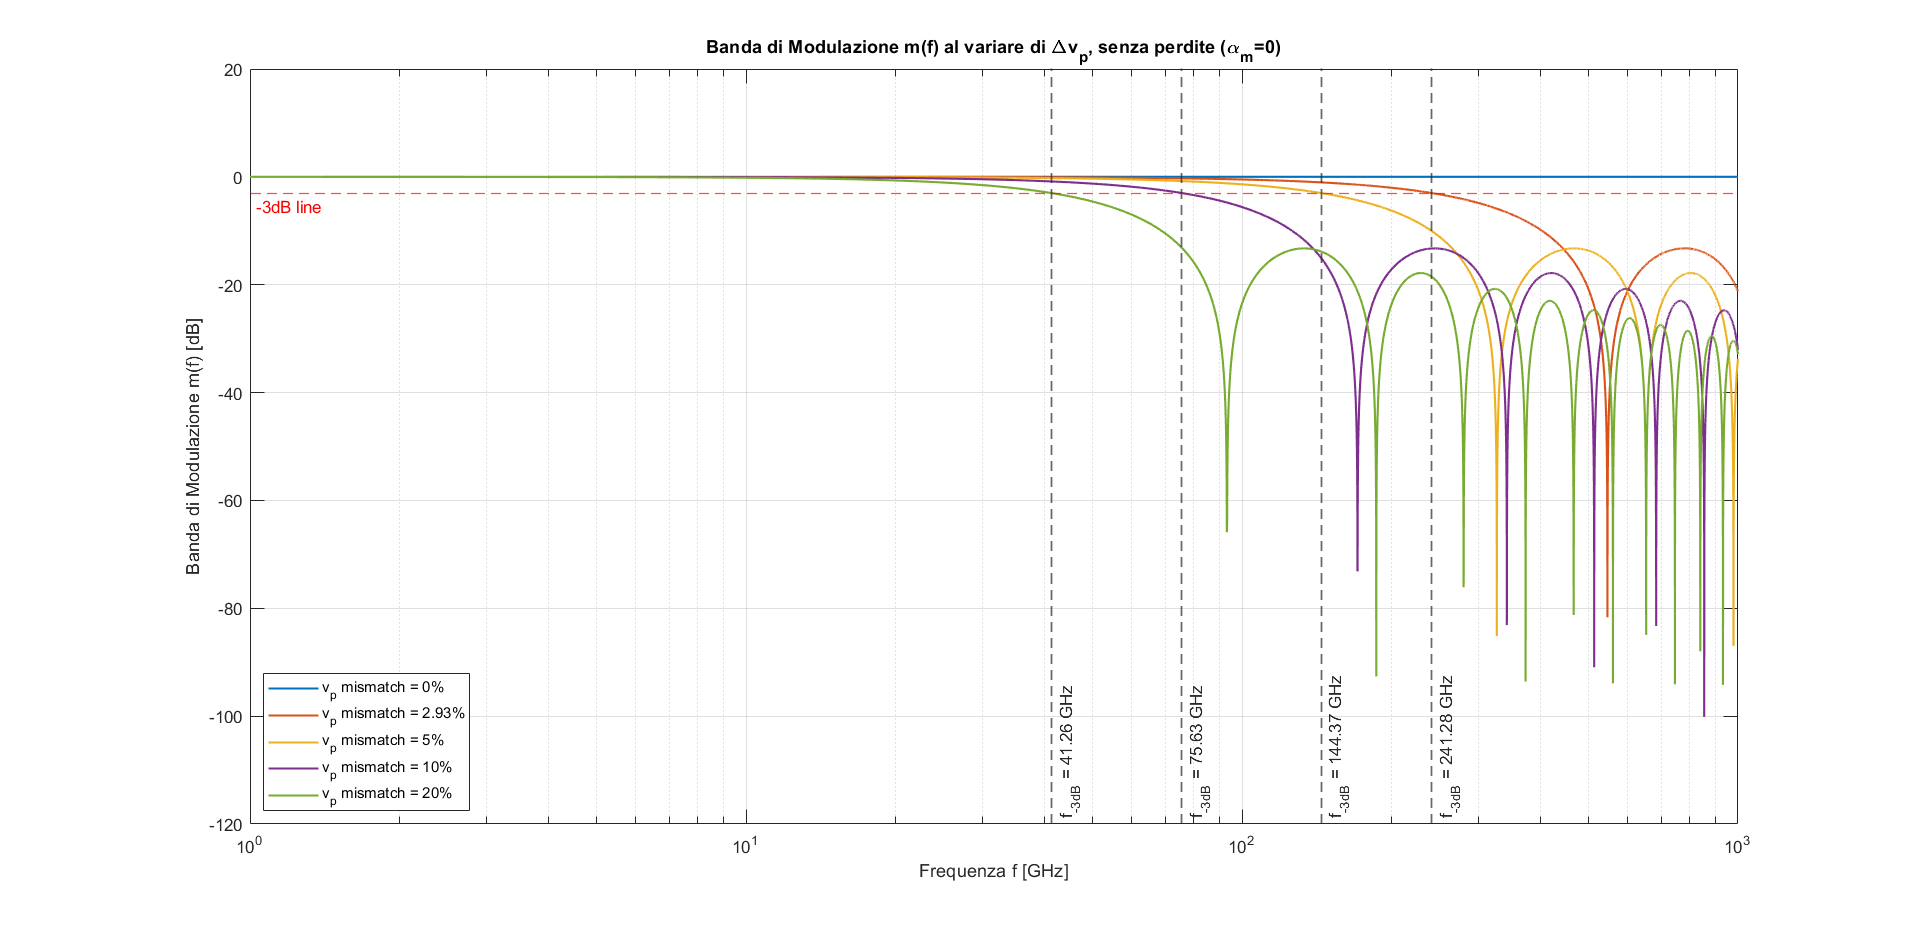 Banda di Modulazione m(f) al variare di Δv_p, senza perdite (α_m=0)
20
0
-20
-40
-60
-80
-100
-120
Banda di Modulazione m(f) [dB]
-3dB line
v_p mismatch = 0%
v_p mismatch = 2.93%
v_p mismatch = 5%
v_p mismatch = 10%
v_p mismatch = 20%
f_-3dB = 41.26 GHz
f_-3dB = 75.63 GHz
f_-3dB = 144.37 GHz
f_-3dB = 241.28 GHz
10^0
10^1
10^2
10^3
Frequenza f [GHz]